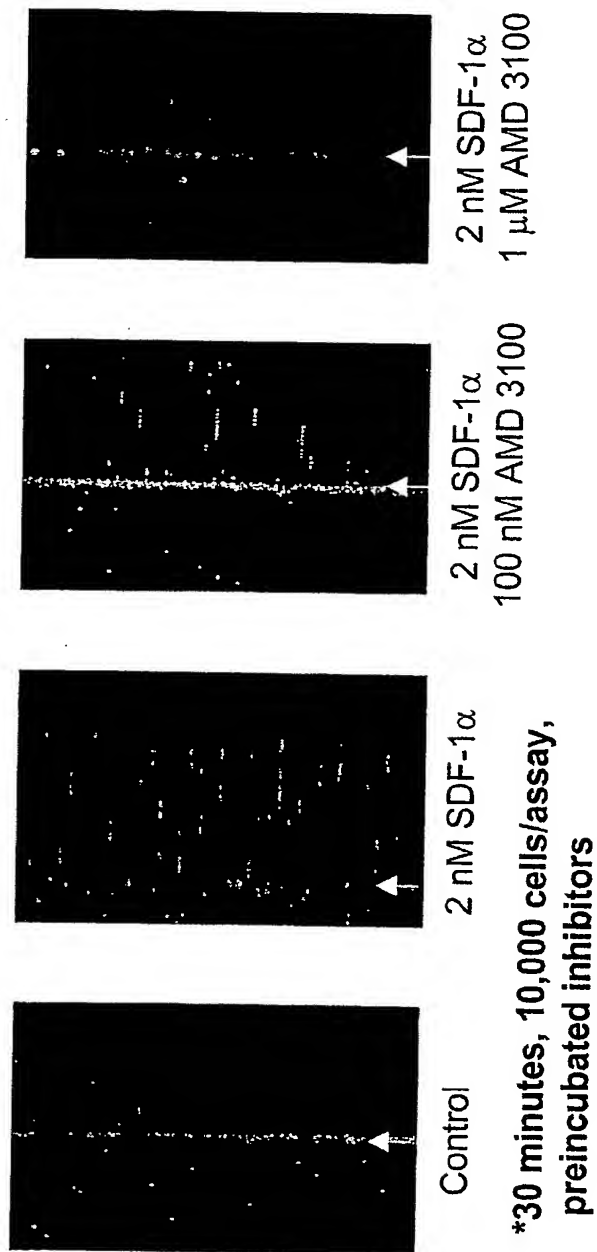 Control
2 nM SDF-1α
2 nM SDF-1α
100 nM AMD 3100
2 nM SDF-1α
1 μM AMD 3100
*30 minutes, 10,000 cells/assay,
preincubated inhibitors